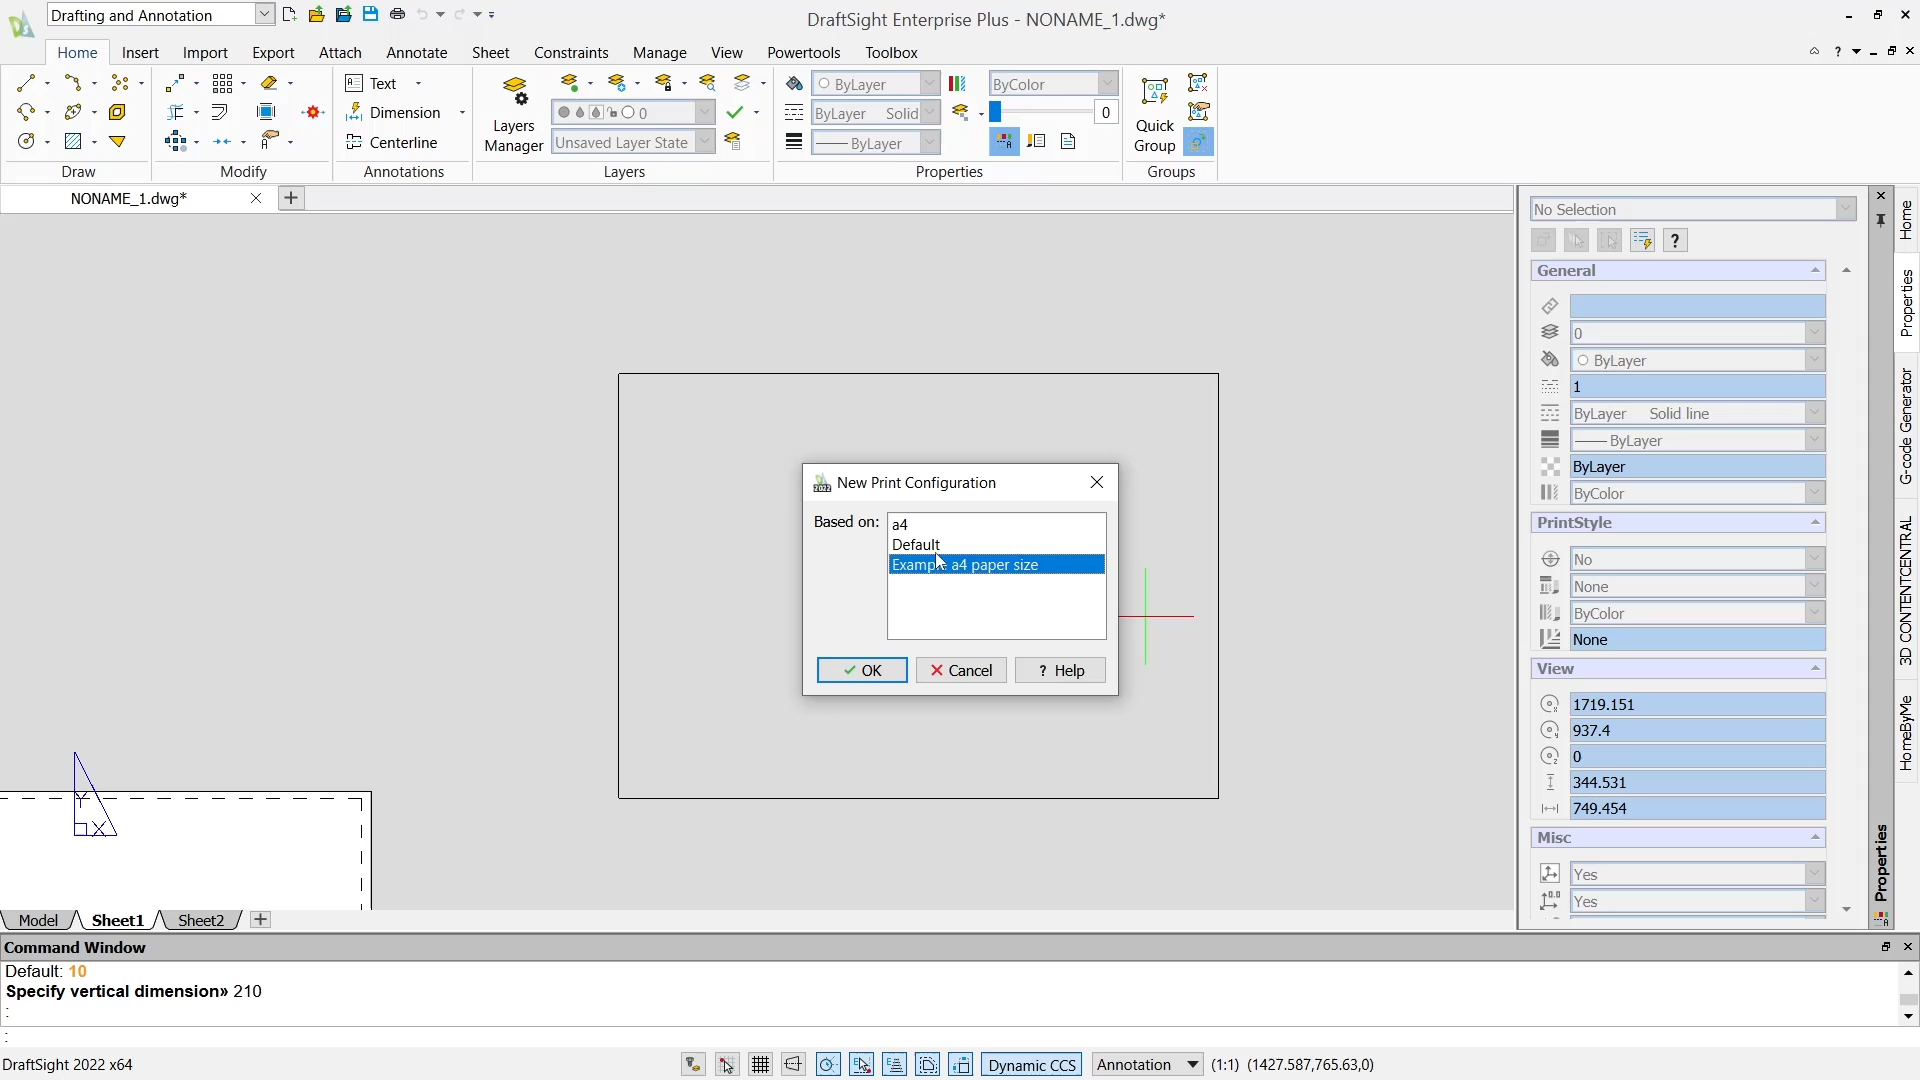 Drafting and Annotation
DraftSight Enterprise Plus - NONAME_1.dwg*
Home Insert Import Export Attach Annotate Sheet Constraints Manage View Powertools Toolbox
Text
Dimension
Centerline
Layers
Manager
0
Unsaved Layer State
ByLayer
ByLayer Solid
ByLayer
ByColor
0
Quick
Group
Draw Modify Annotations Layers Properties Groups
NONAME_1.dwg*
No Selection
General
0
ByLayer
1
ByLayer Solid line
ByLayer
ByLayer
ByColor
PrintStyle
No
None
ByColor
None
View
1719.151
937.4
0
344.531
749.454
Misc
Yes
Yes
Properties
Home
Properties
G-code Generator
3D CONTENTCENTRAL
HomeByMe
2022 New Print Configuration
Based on: a4
Default
Example a4 paper size
OK Cancel ? Help
Y
X
Model Sheet1 Sheet2
Command Window
Default: 10
Specify vertical dimension» 210
:
:
DraftSight 2022 x64
Dynamic CCS Annotation (1:1) (1427.587,765.63,0)